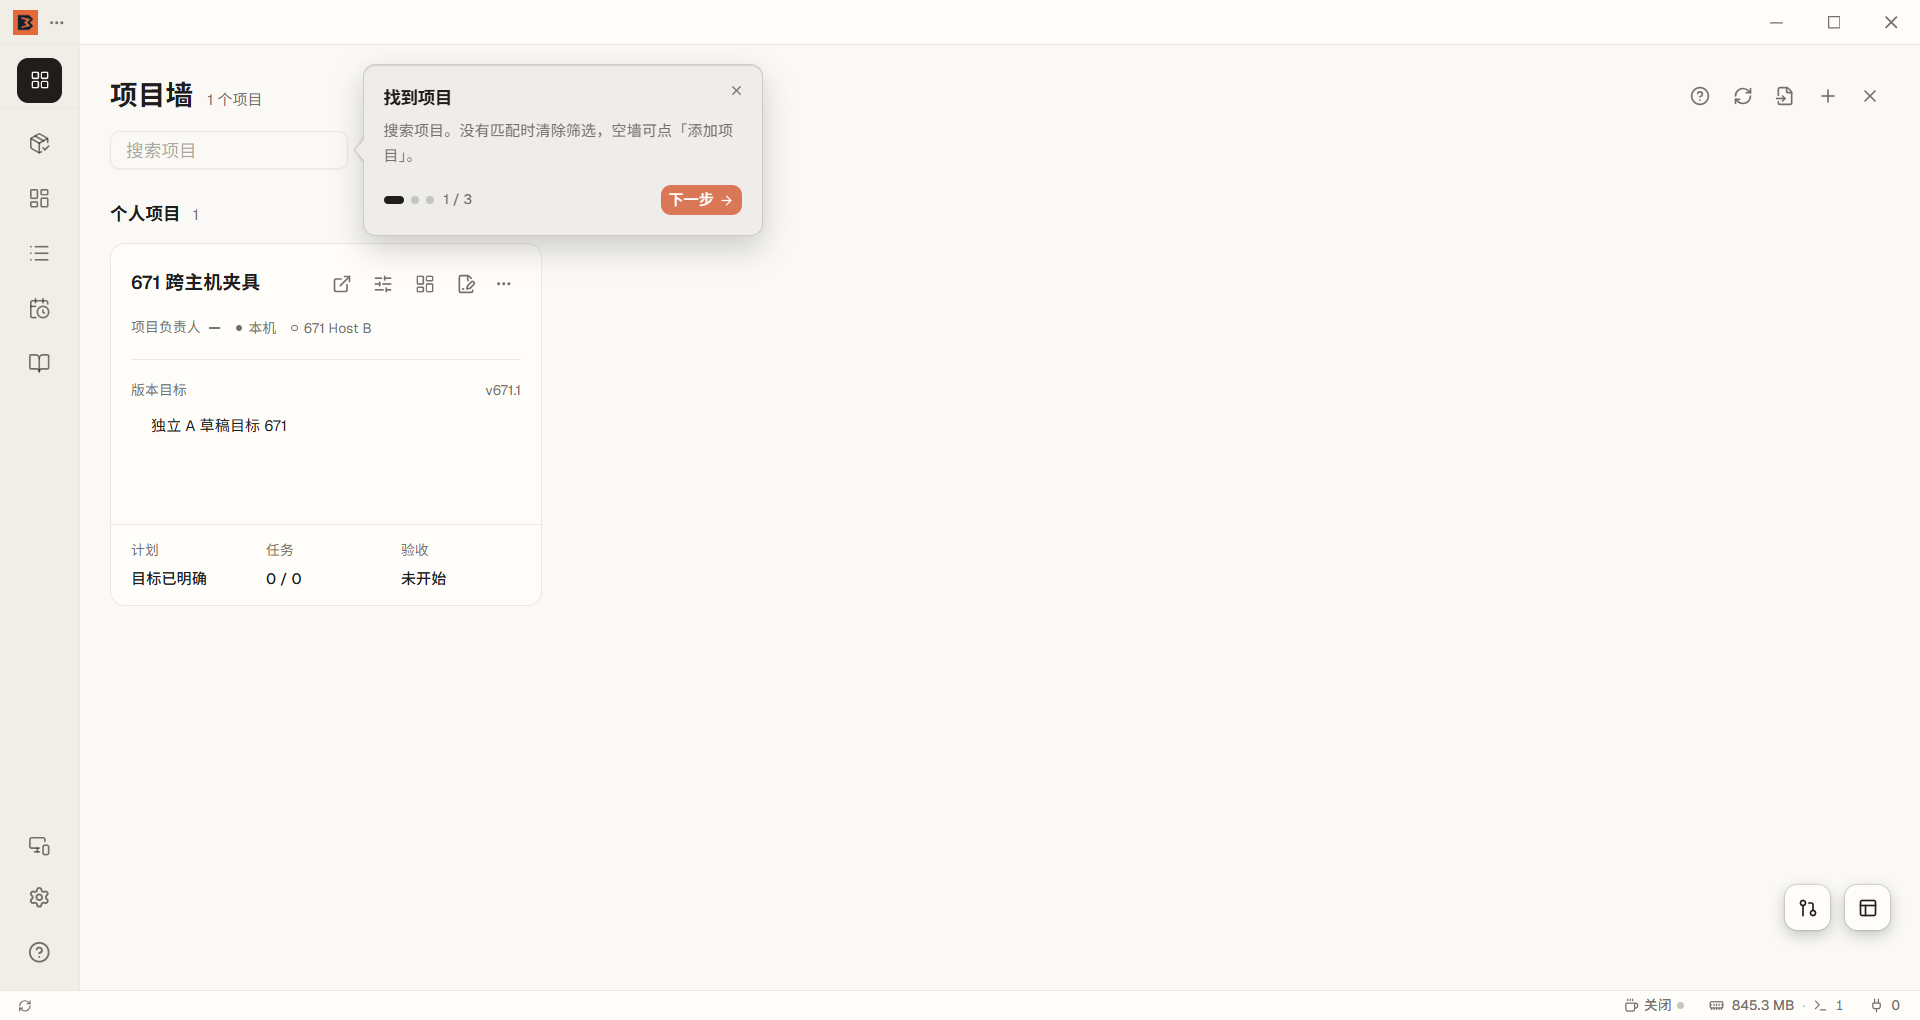 项目墙 1 个项目
搜索项目
找到项目
搜索项目。没有匹配时清除筛选，空墙可点「添加项
目」。
1 / 3
下一步
个人项目 1
671 跨主机夹具
项目负责人 — 本机 671 Host B
版本目标 v671.1
独立 A 草稿目标 671
计划 任务 验收
目标已明确 0 / 0 未开始
关闭 845.3 MB · 1 0